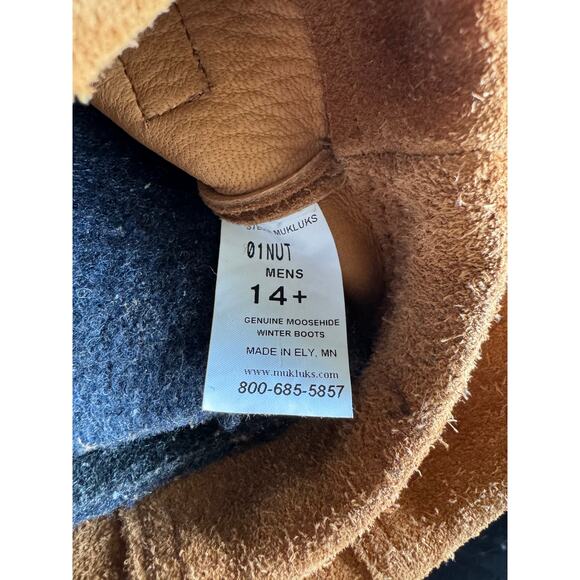 MUKLUKS
01NUT
MENS
14+
GENUINE MOOSEHIDE
WINTER BOOTS
MADE IN ELY, MN
www.mukluks.com
800-685-5857